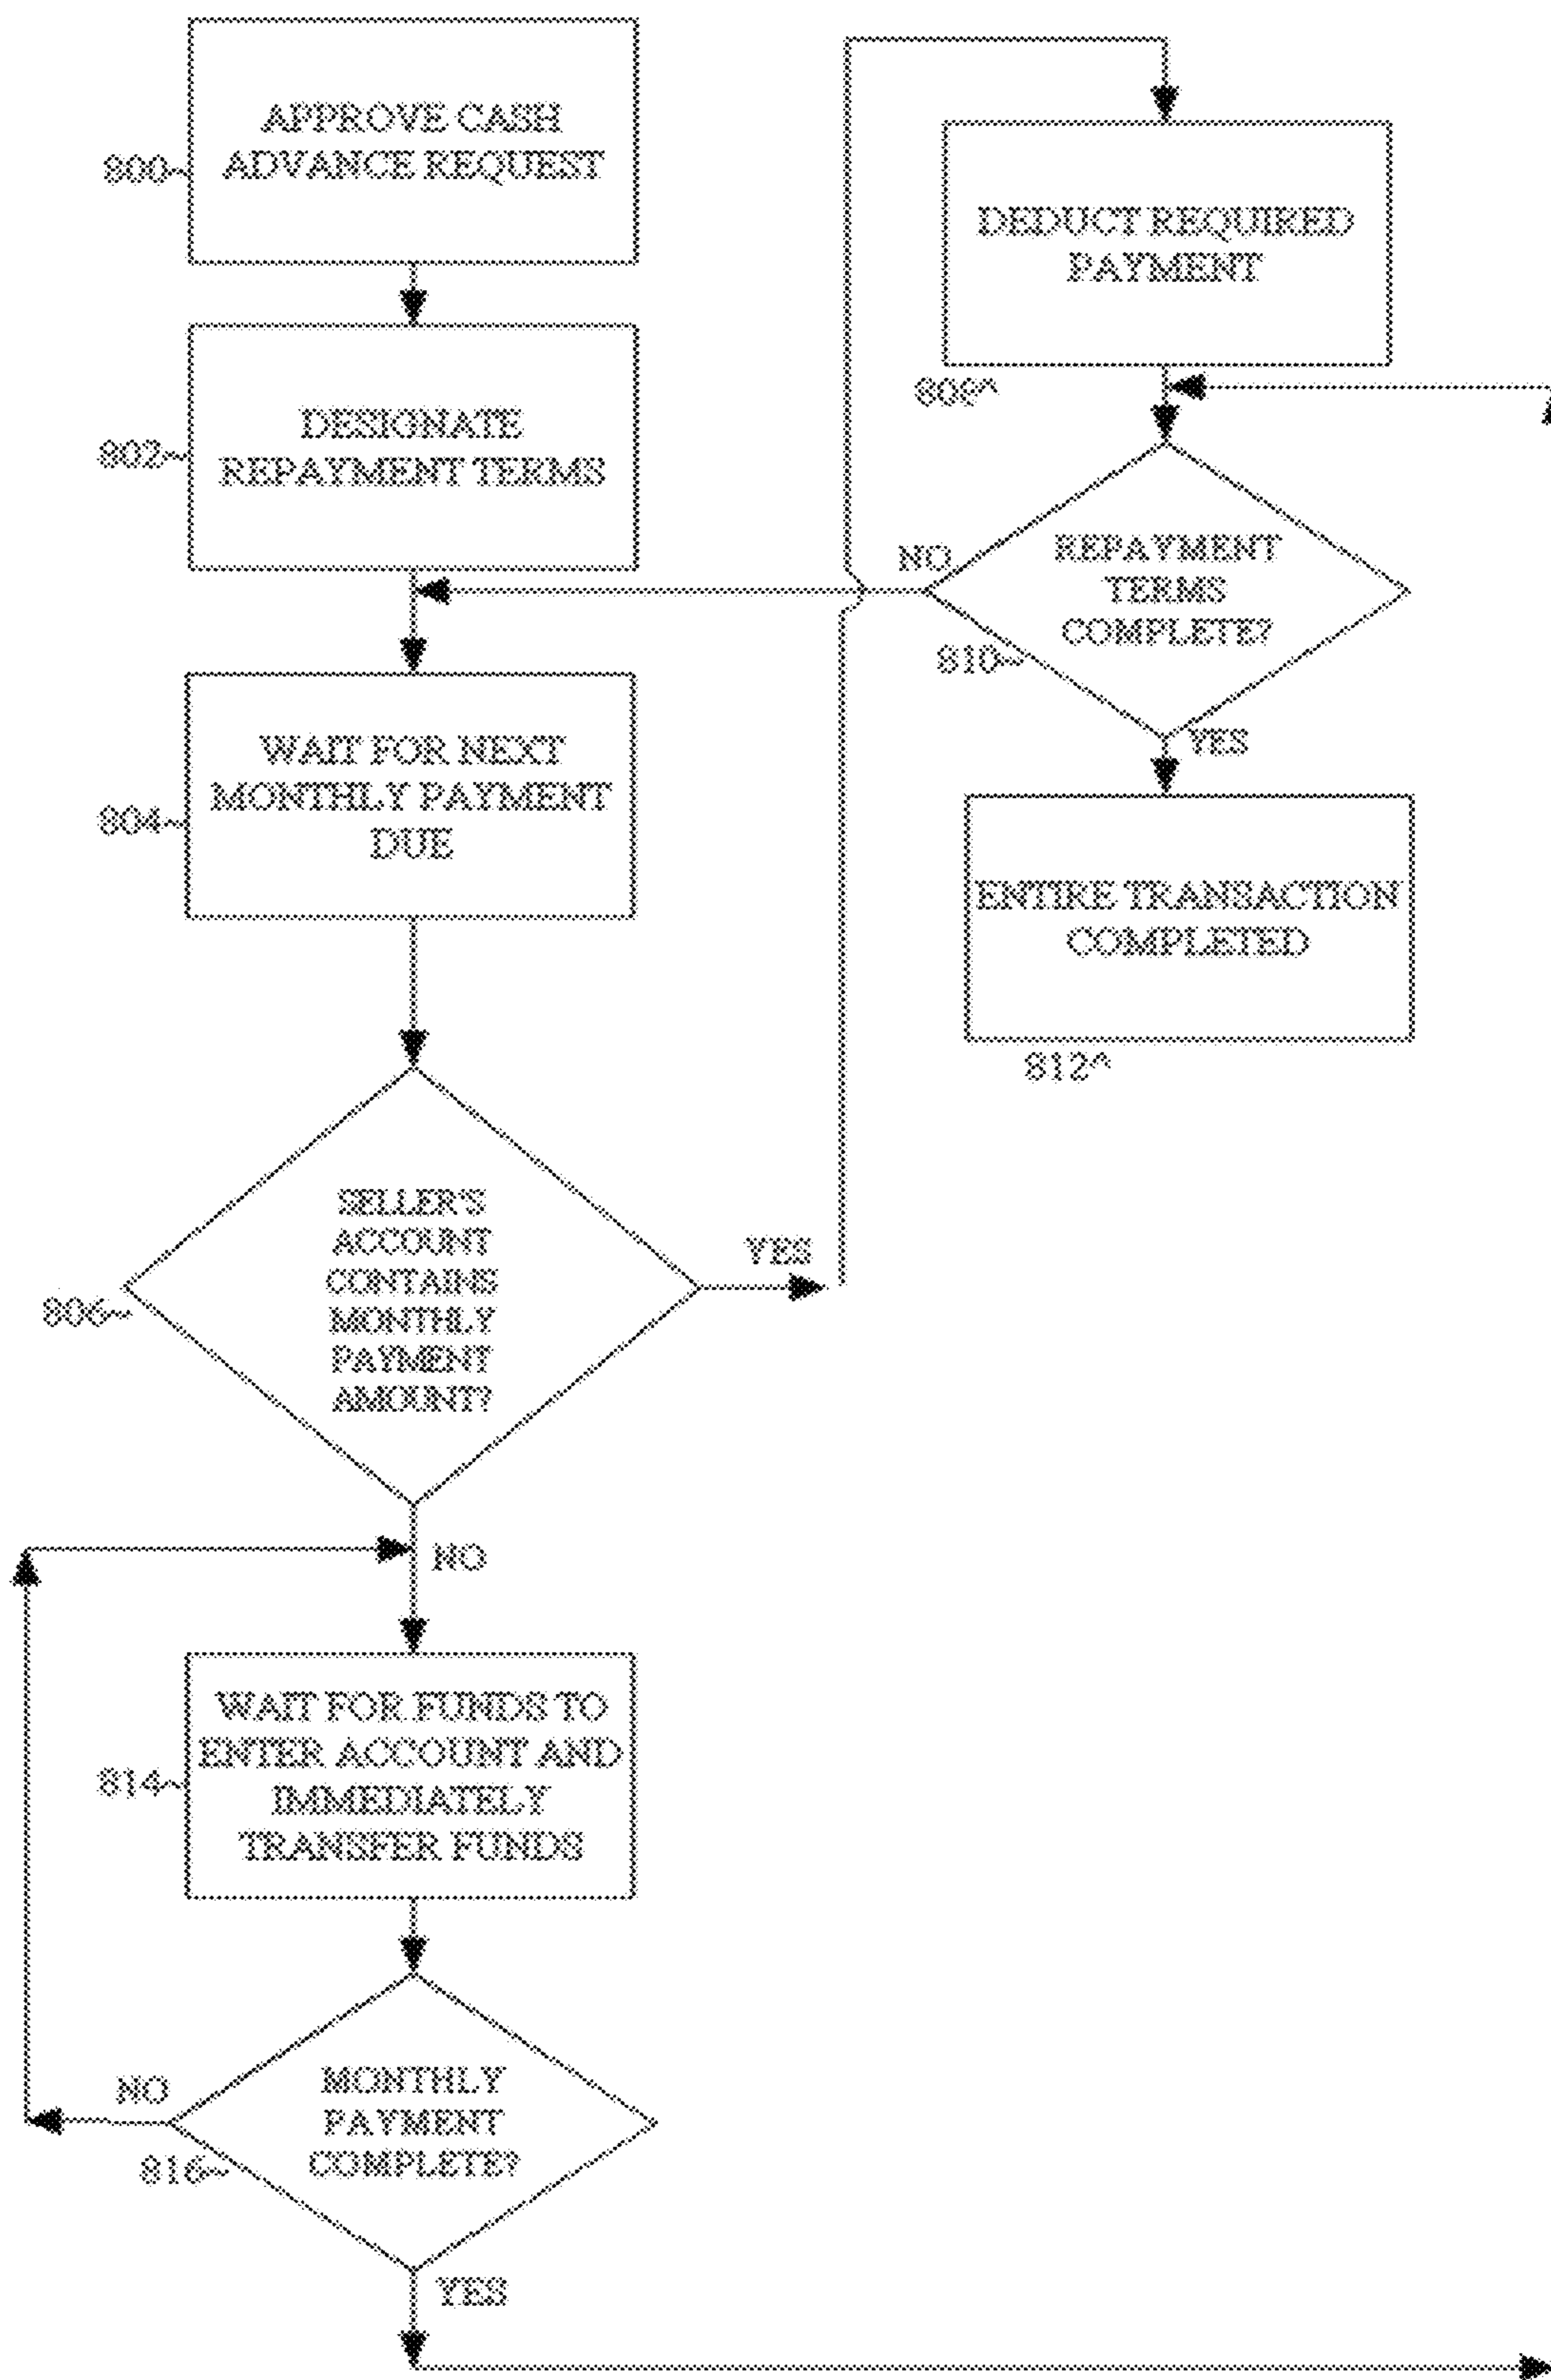 APPROVE CASH
ADVANCE REQUEST
800~
DESIGNATE
REPAYMENT TERMS
802~
WAIT FOR NEXT
MONTHLY PAYMENT
DUE
804~
SELLER'S
ACCOUNT
CONTAINS
MONTHLY
PAYMENT
AMOUNT?
806~
YES
NO
WAIT FOR FUNDS TO
ENTER ACCOUNT AND
IMMEDIATELY
TRANSFER FUNDS
814~
MONTHLY
PAYMENT
COMPLETE?
NO
816~
YES
DEDUCT REQUIRED
PAYMENT
808^
REPAYMENT
TERMS
COMPLETE?
NO
810~
YES
ENTIRE TRANSACTION
COMPLETED
812^